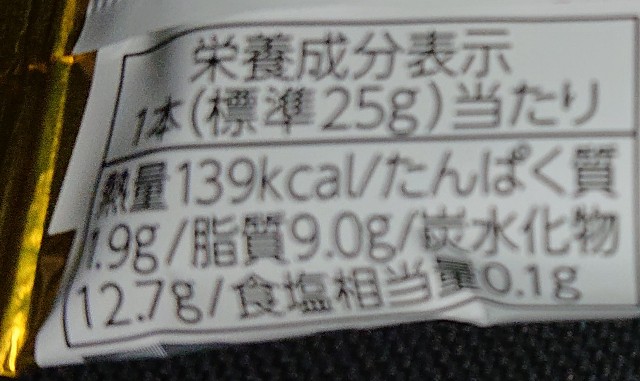 栄養成分表示
1本(標準25g)当たり
熱量139kcal/たんぱく質
1.9g/脂質9.0g/炭水化物
12.7g/食塩相当量0.1g